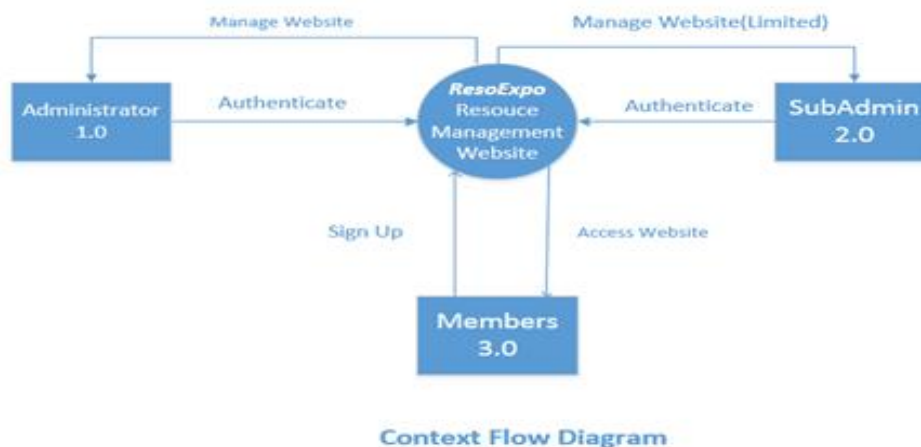 Manage Website
Manage Website(Limited)
Administrator
1.0
Authenticate
ResoExpo
Resouce
Management
Website
Authenticate
SubAdmin
2.0
Sign Up
Access Website
Members
3.0
Context Flow Diagram